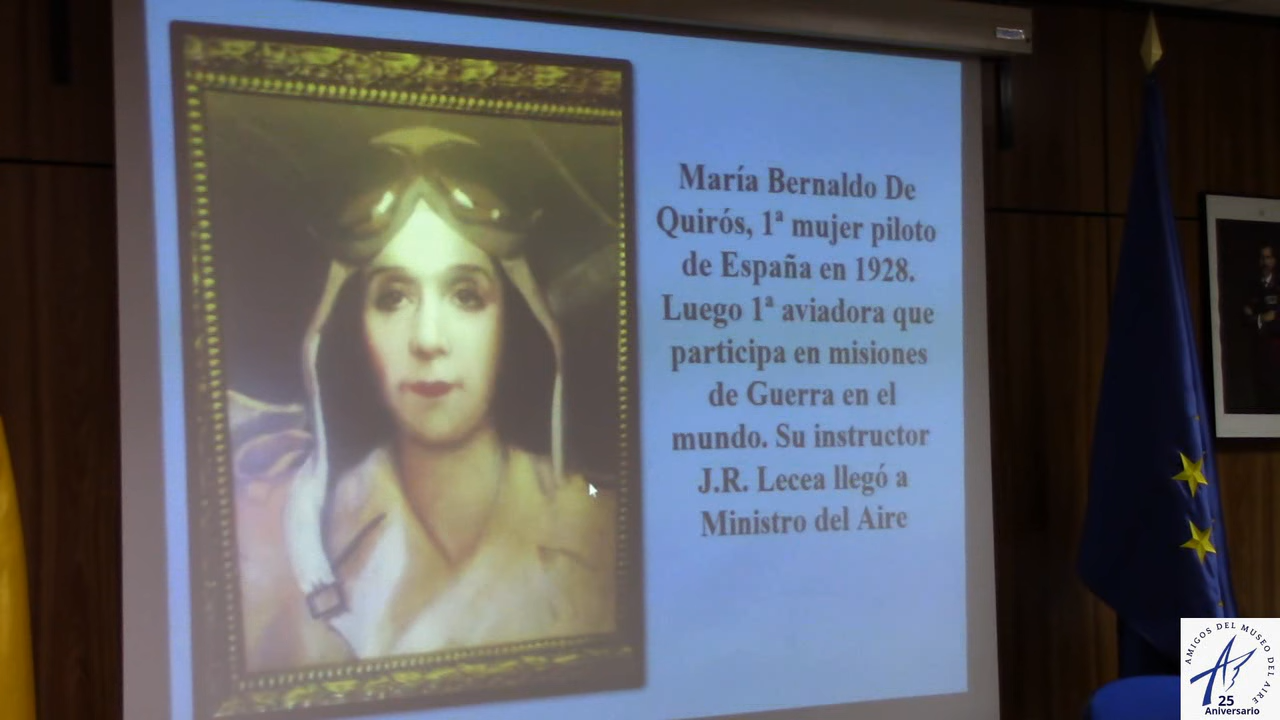 María Bernaldo De
Quirós, 1ª mujer piloto
de España en 1928.
Luego 1ª aviadora que
participa en misiones
de Guerra en el
mundo. Su instructor
J.R. Lecea llegó a
Ministro del Aire
AMIGOS DEL MUSEO DEL AIRE
25
Aniversario